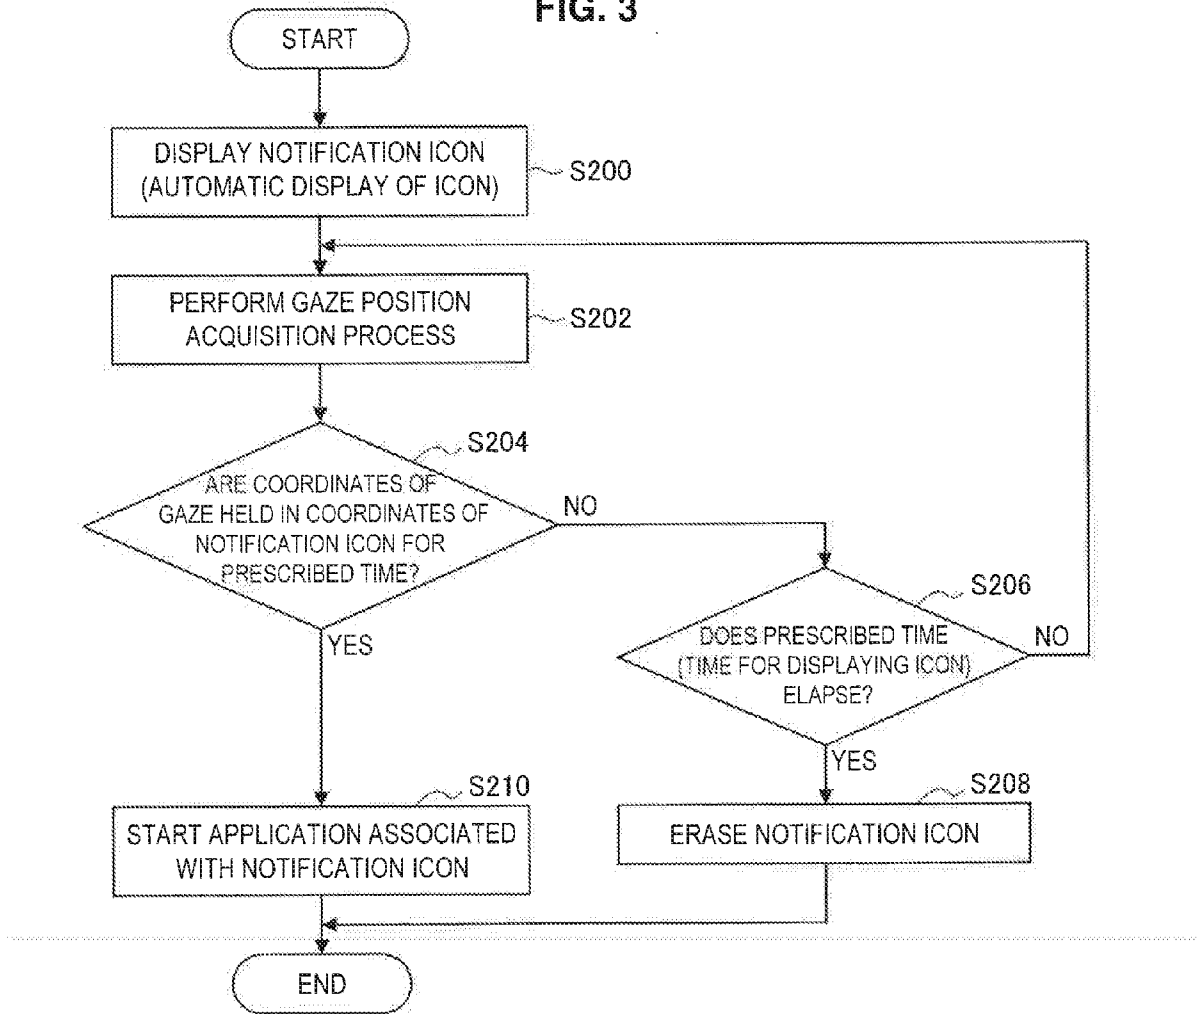 FIG. 3
START
DISPLAY NOTIFICATION ICON
(AUTOMATIC DISPLAY OF ICON)
S200
PERFORM GAZE POSITION
ACQUISITION PROCESS
S202
S204
ARE COORDINATES OF
GAZE HELD IN COORDINATES OF
NOTIFICATION ICON FOR
PRESCRIBED TIME?
NO
YES
S206
DOES PRESCRIBED TIME
(TIME FOR DISPLAYING ICON)
ELAPSE?
NO
YES
S210
START APPLICATION ASSOCIATED
WITH NOTIFICATION ICON
S208
ERASE NOTIFICATION ICON
END